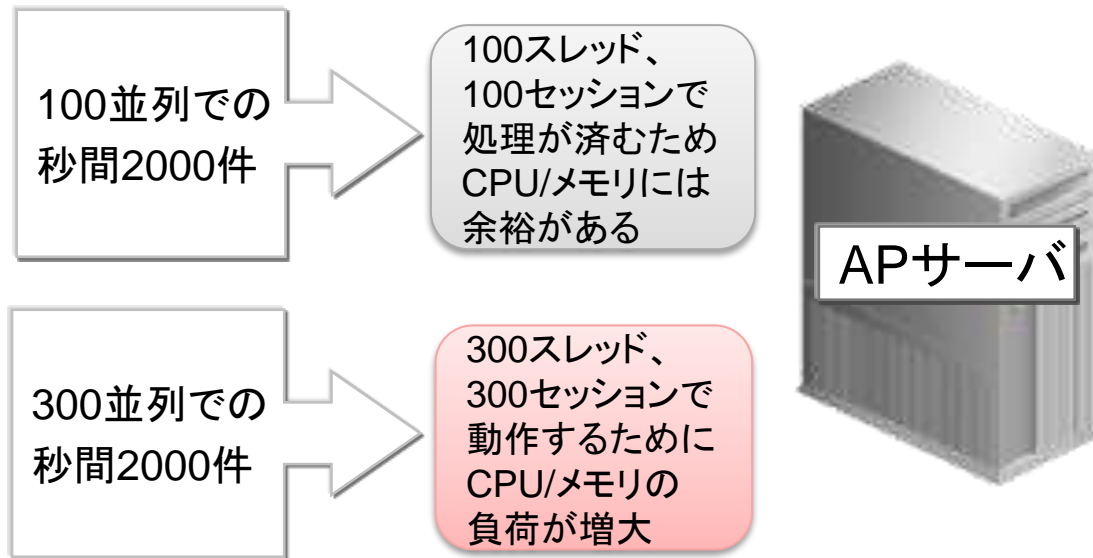 100並列での
秒間2000件
100スレッド、
100セッションで
処理が済むため
CPU/メモリには
余裕がある
APサーバ
300並列での
秒間2000件
300スレッド、
300セッションで
動作するために
CPU/メモリの
負荷が増大